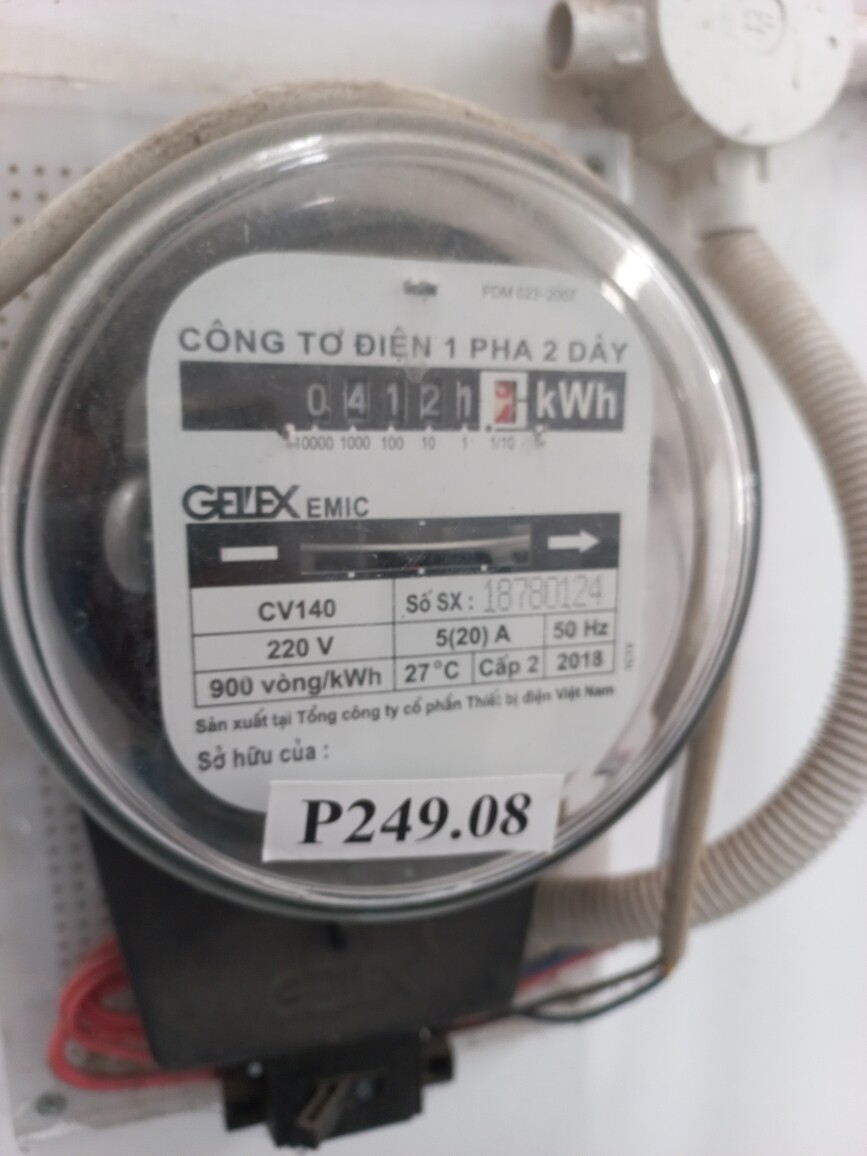 PDM 023-2007
CÔNG TƠ ĐIỆN 1 PHA 2 DÂY
0 4 1 2 kWh
10000 1000 100 10 1 1/10
GELEX EMIC
CV140 Số SX : 18780124
220 V 5(20) A 50 Hz
900 vòng/kWh 27°C Cấp 2 2018
Sản xuất tại Tổng công ty cổ phần Thiết bị điện Việt Nam
Sở hữu của :
P249.08